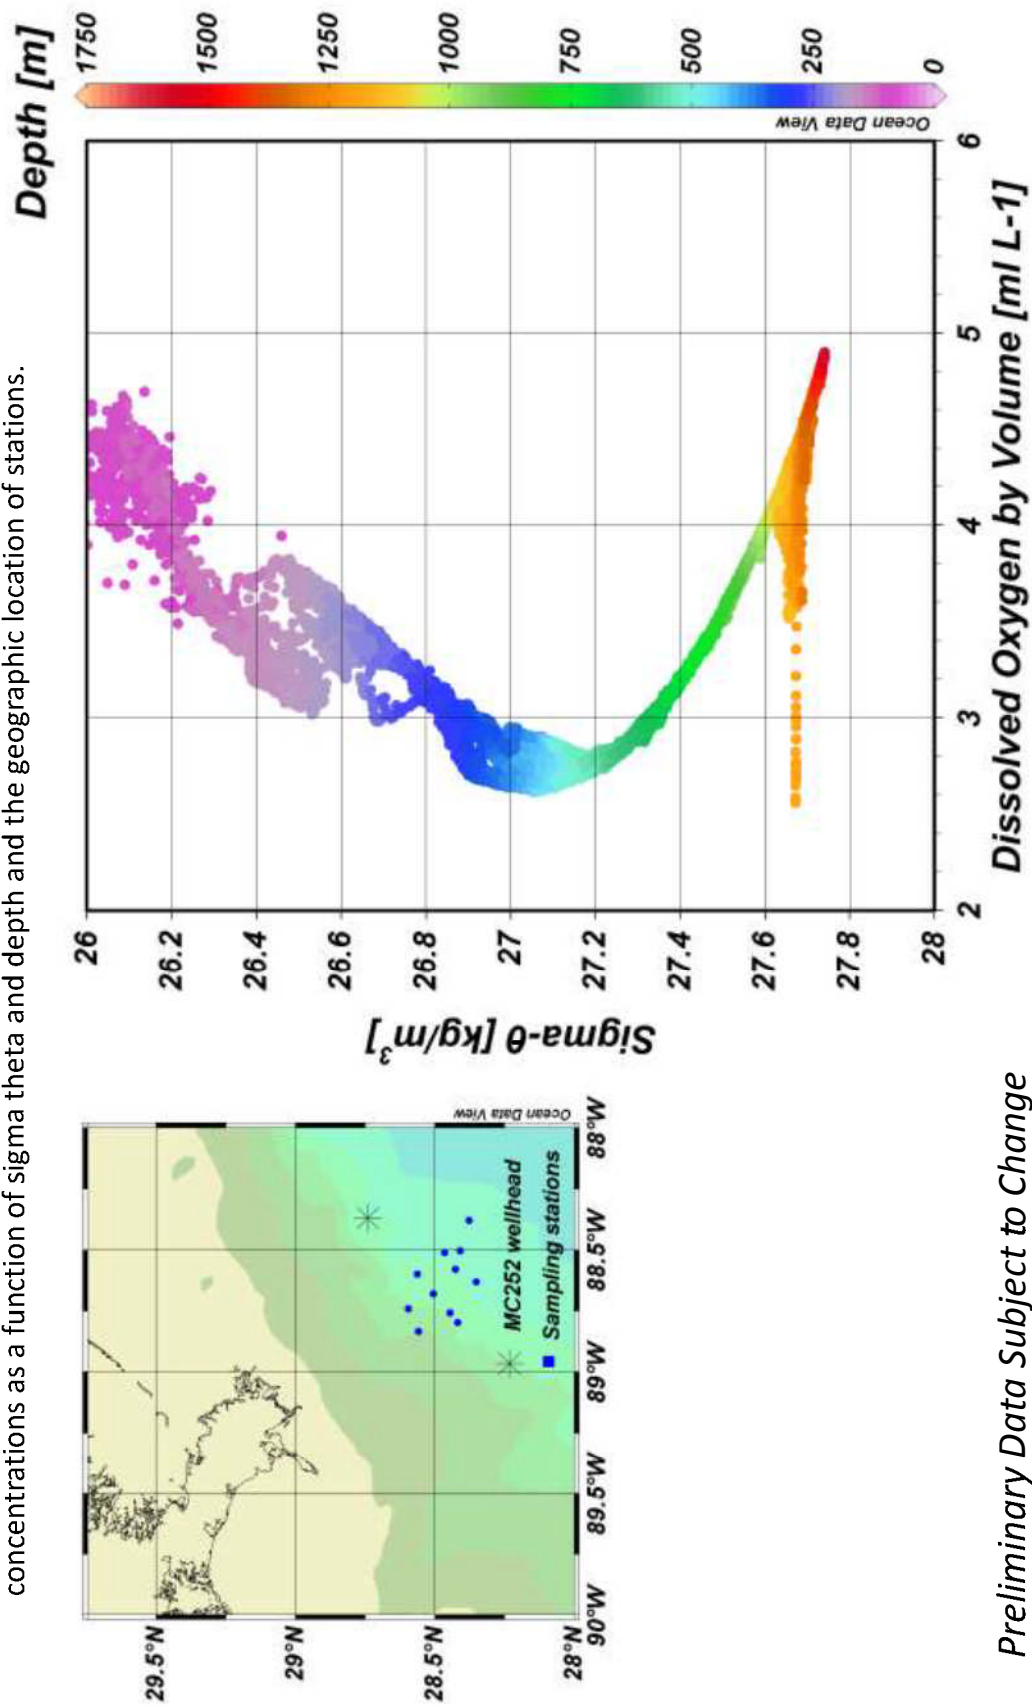 concentrations as a function of sigma theta and depth and the geographic location of stations.
29.5°N
29°N
28.5°N
28°N
90°W
89.5°W
89°W
88.5°W
88°W
MC252 wellhead
Sampling stations
Ocean Data View
Sigma-θ [kg/m³]
26
26.2
26.4
26.6
26.8
27
27.2
27.4
27.6
27.8
28
2
3
4
5
6
Dissolved Oxygen by Volume [ml L-1]
Depth [m]
1750
1500
1250
1000
750
500
250
0
Ocean Data View
Preliminary Data Subject to Change